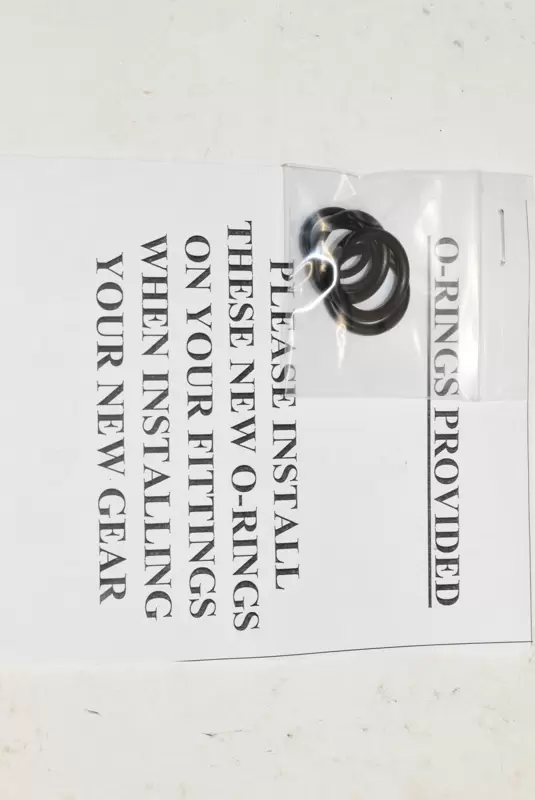 O-RINGS PROVIDED
PLEASE INSTALL
THESE NEW O-RINGS
ON YOUR FITTINGS
WHEN INSTALLING
YOUR NEW GEAR